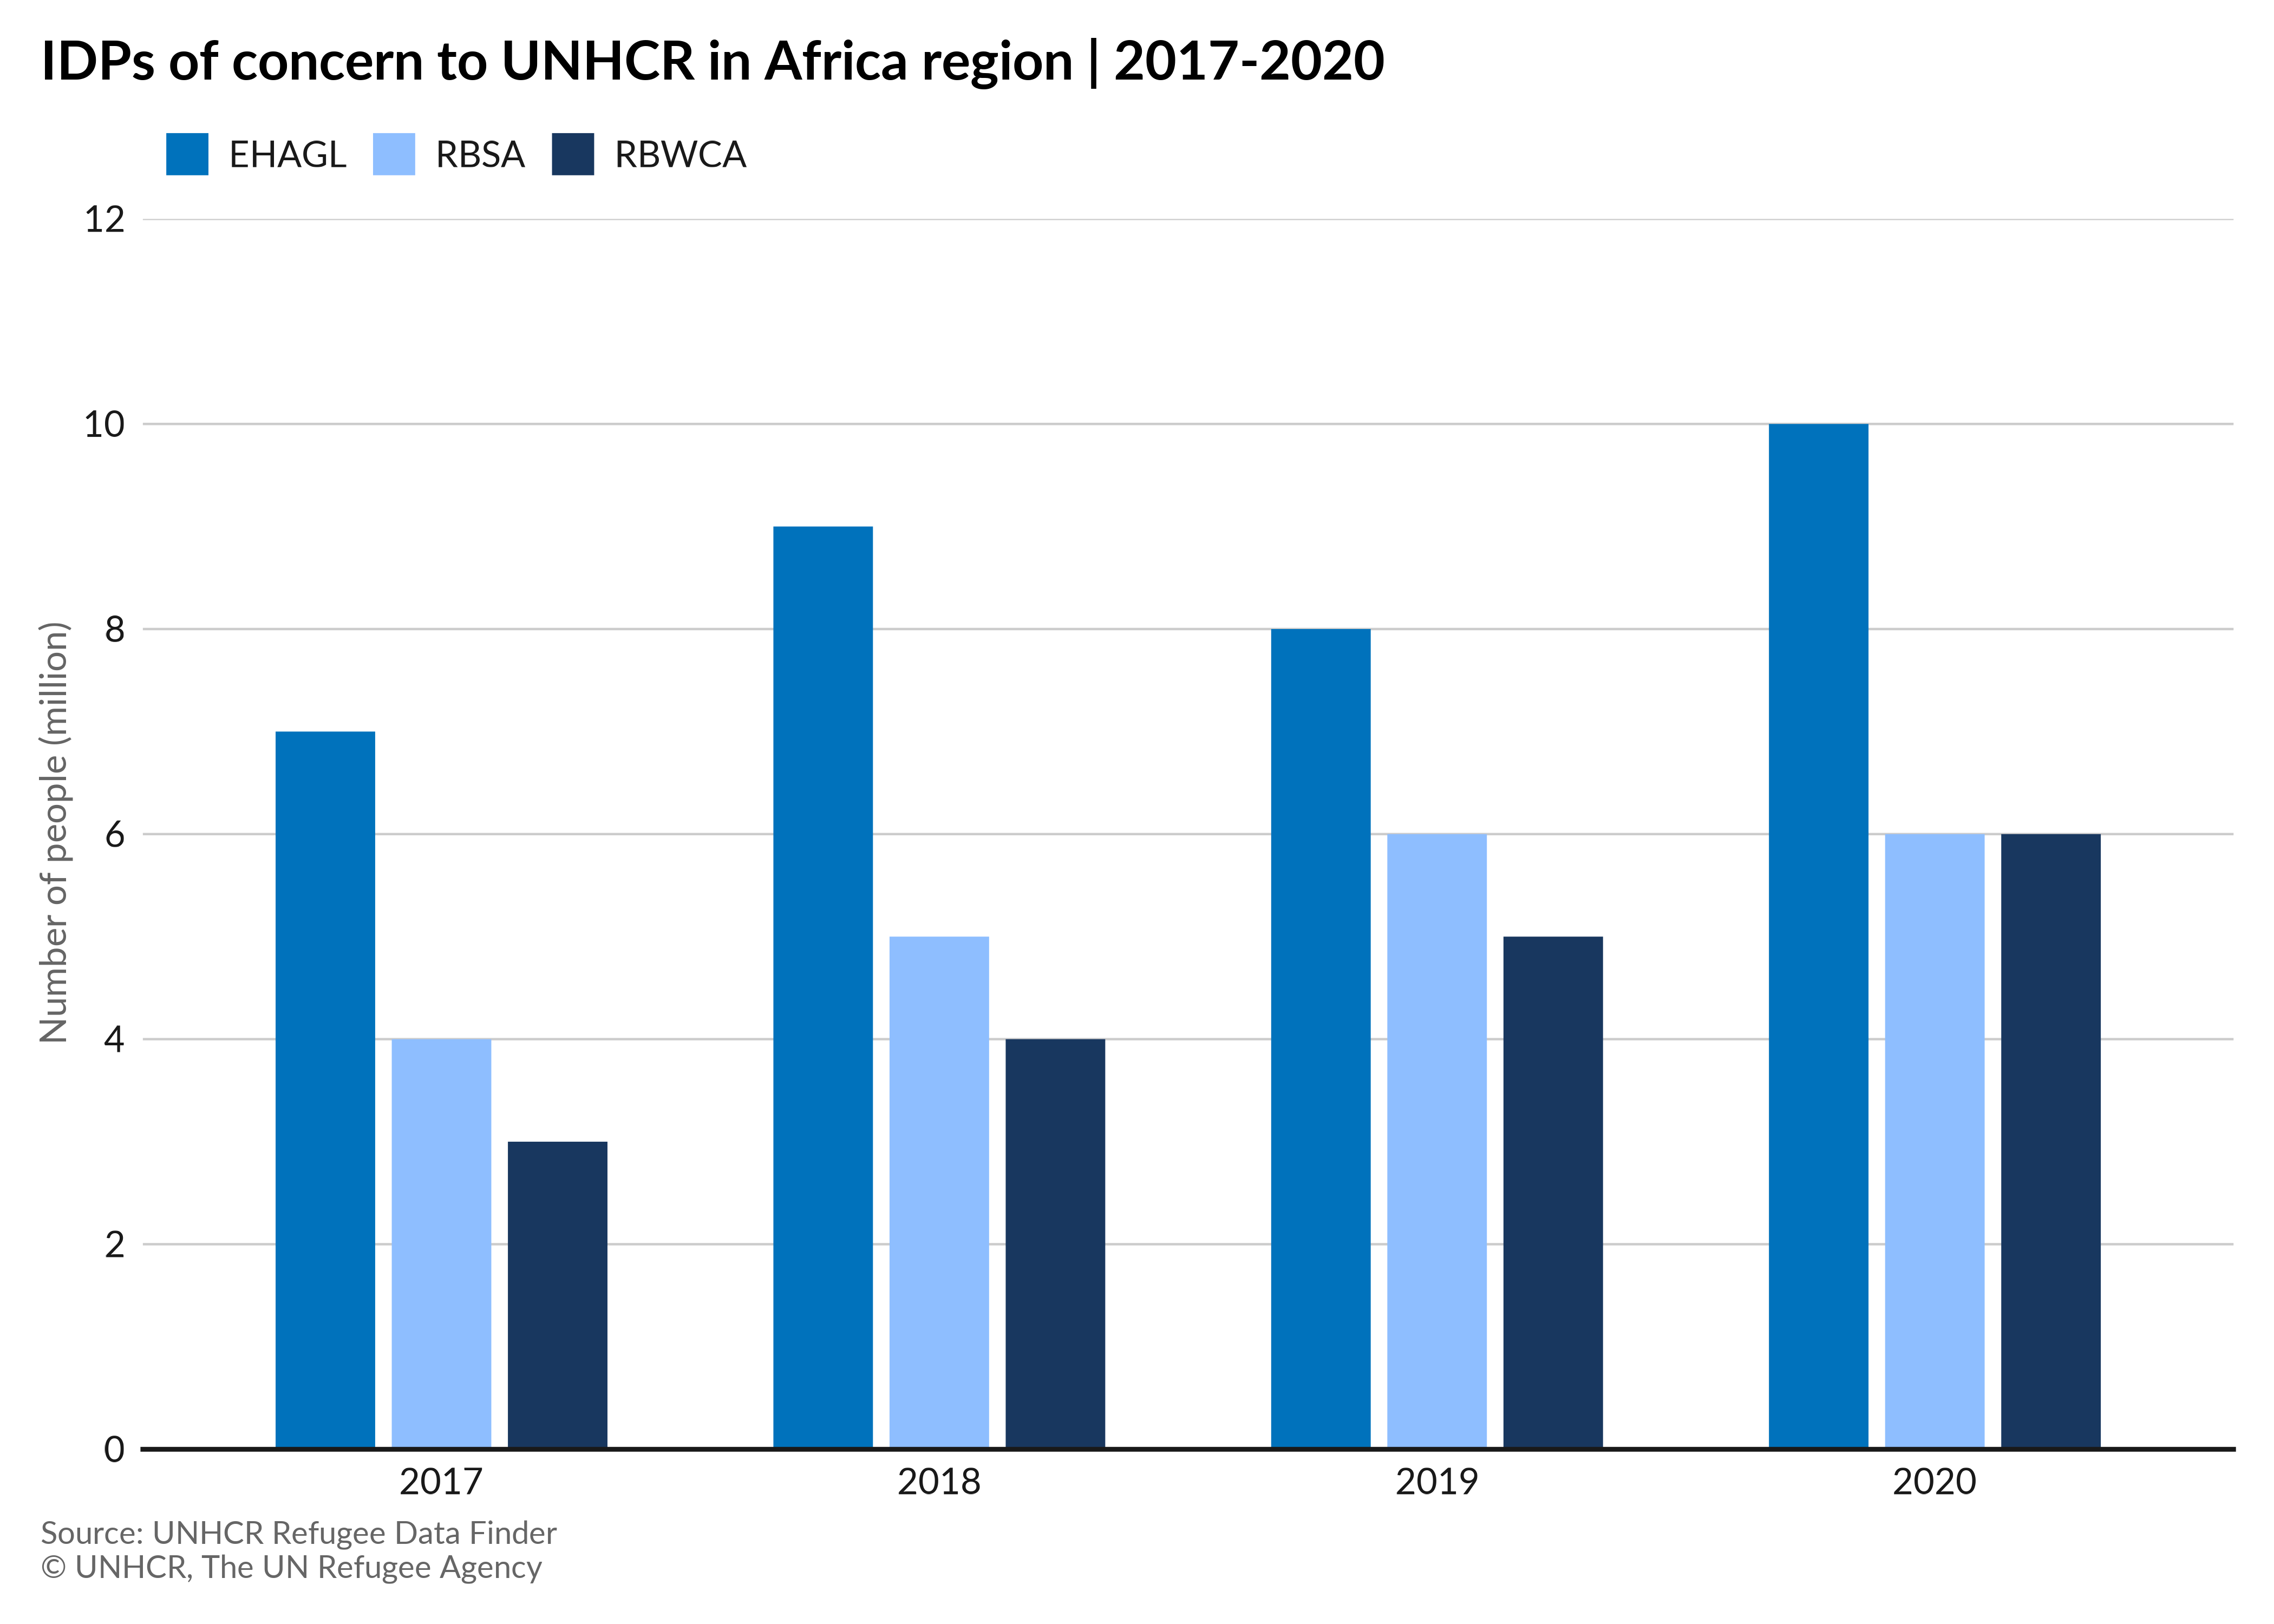 IDPs of concern to UNHCR in Africa region | 2017-2020
EHAGL RBSA RBWCA
12
10
8
6
4
2
0
Number of people (million)
2017 2018 2019 2020
Source: UNHCR Refugee Data Finder
© UNHCR, The UN Refugee Agency